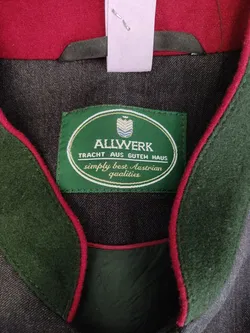 ALLWERK
TRACHT AUS GUTEM HAUS
simply best Austrian
qualities